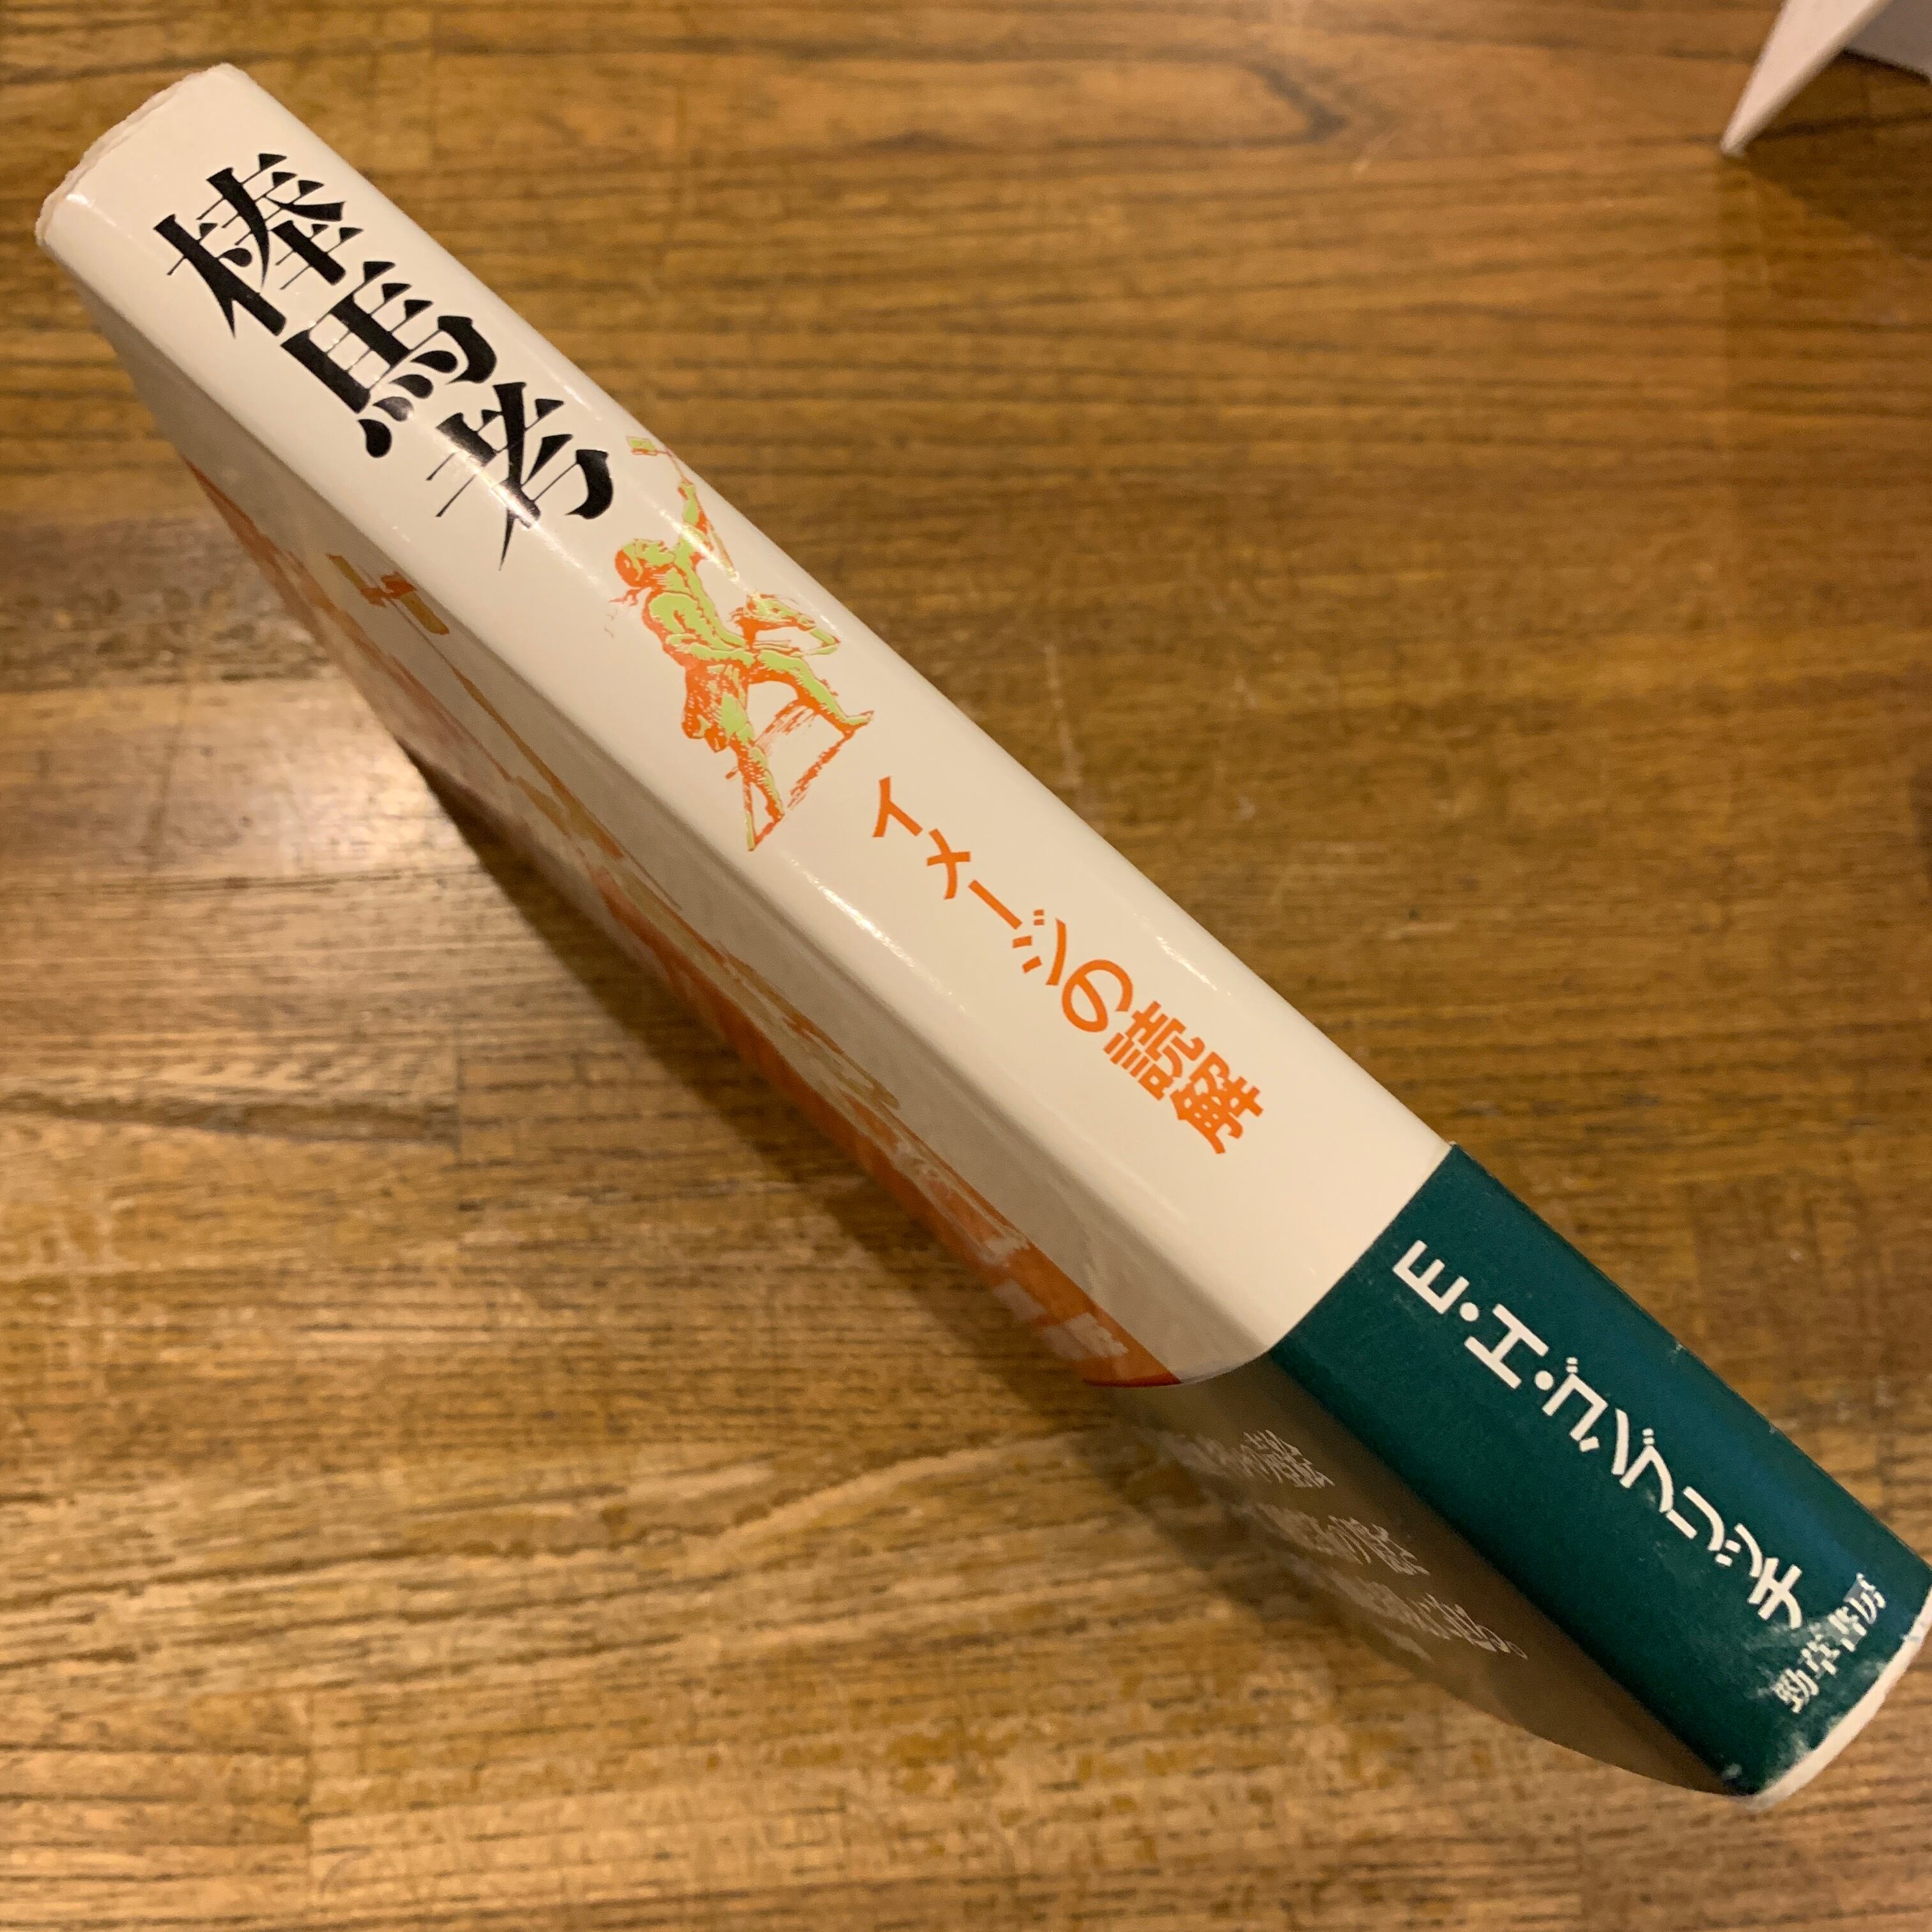 棒馬考
イメージの読解
E・H・ゴンブリッチ
勁草書房